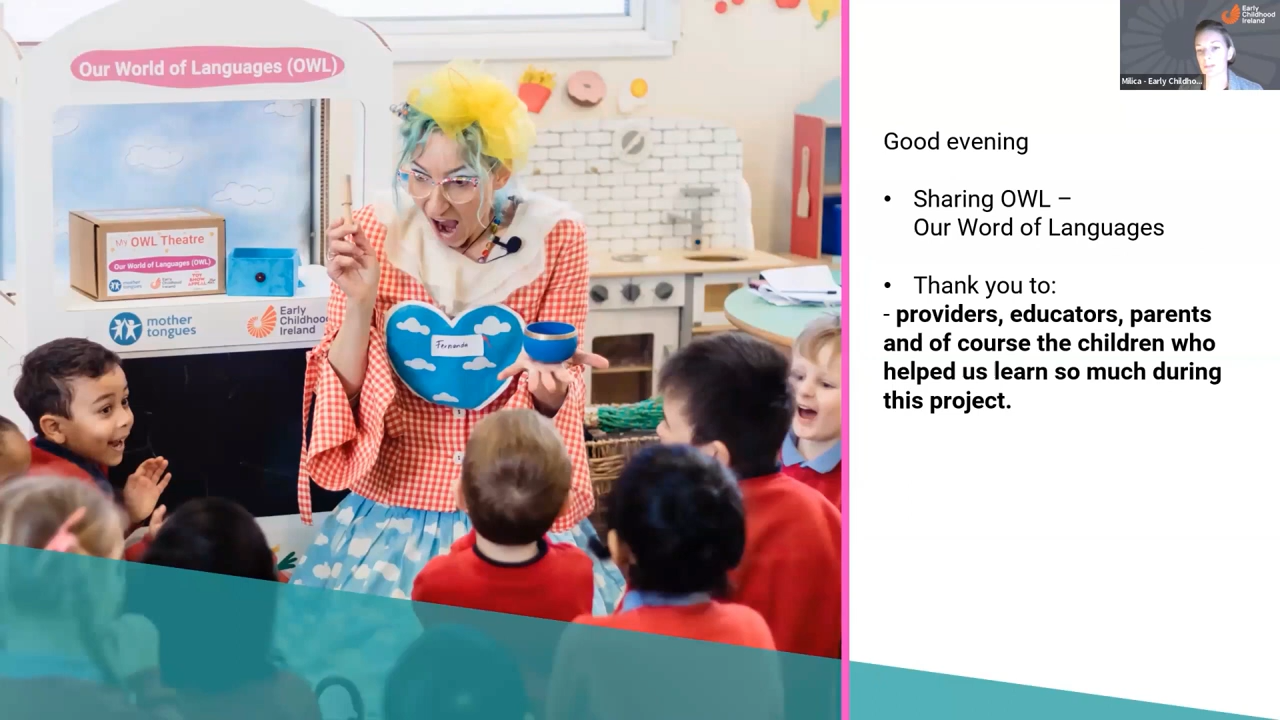 Our World of Languages (OWL)
MY OWL Theatre
Our World of Languages (OWL)
mother
tongues
Early
Childhood
Ireland
Fernanda
Early
Childhood
Ireland
Milica - Early Childho...
Good evening
• Sharing OWL –
Our Word of Languages
• Thank you to:
- providers, educators, parents
and of course the children who
helped us learn so much during
this project.